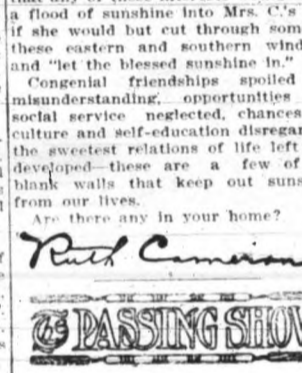 a flood of sunshine into Mrs. C.'s
if she would but cut through som
these eastern and southern wind
and "let the blessed sunshine in."
Congenial friendships spoiled
misunderstanding, opportunities
social service neglected, chances
culture and self-education disregar
the sweetest relations of life left
developed—these are a few of
blank walls that keep out suns
from our lives.
Are there any in your home?
Ruth Cameron
The PASSING SHOW